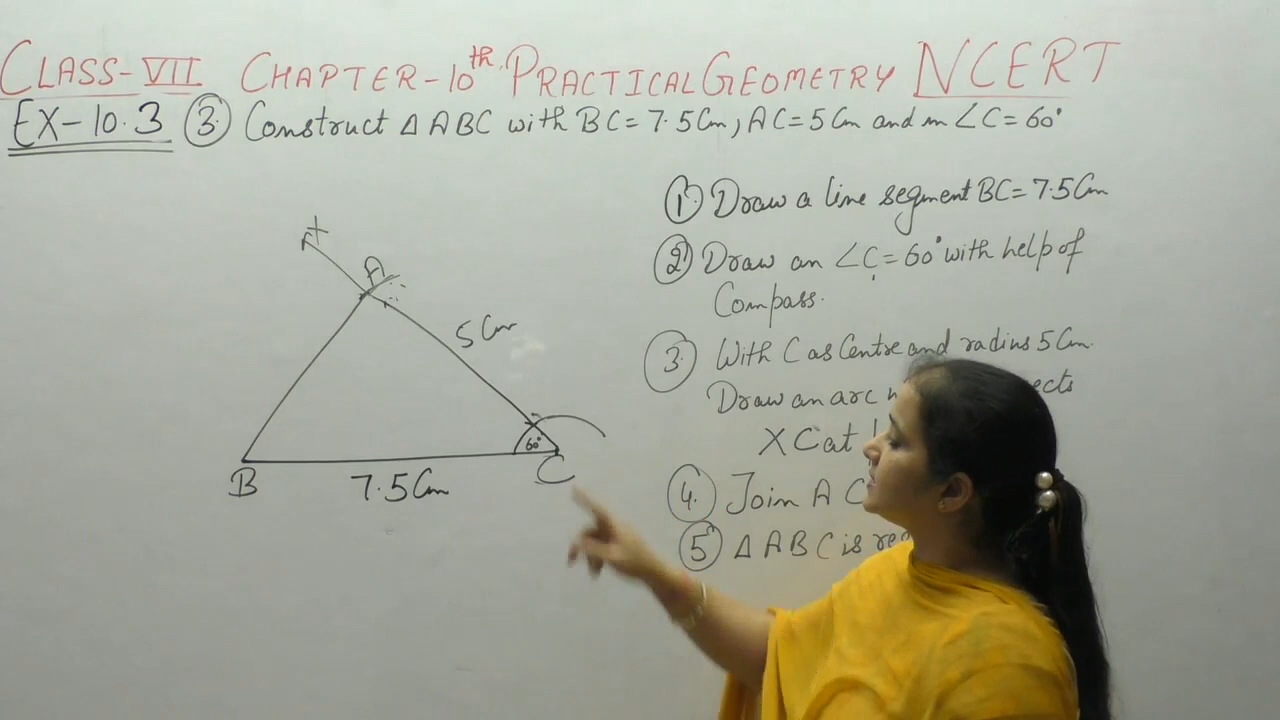 CLASS-VII CHAPTER-10th PRACTICAL GEOMETRY NCERT
EX-10.3 (3.) Construct △ABC with BC = 7.5 Cm, AC = 5 Cm and m ∠C = 60°
(1.) Draw a line segment BC = 7.5 Cm
(2.) Draw an ∠C = 60° with help of
Compass.
(3.) With C as Centre and radius 5 Cm.
Draw an arc
XC at
(4.) Join A
(5) △ABC is
A
5 Cm
60°
B
7.5 Cm
C